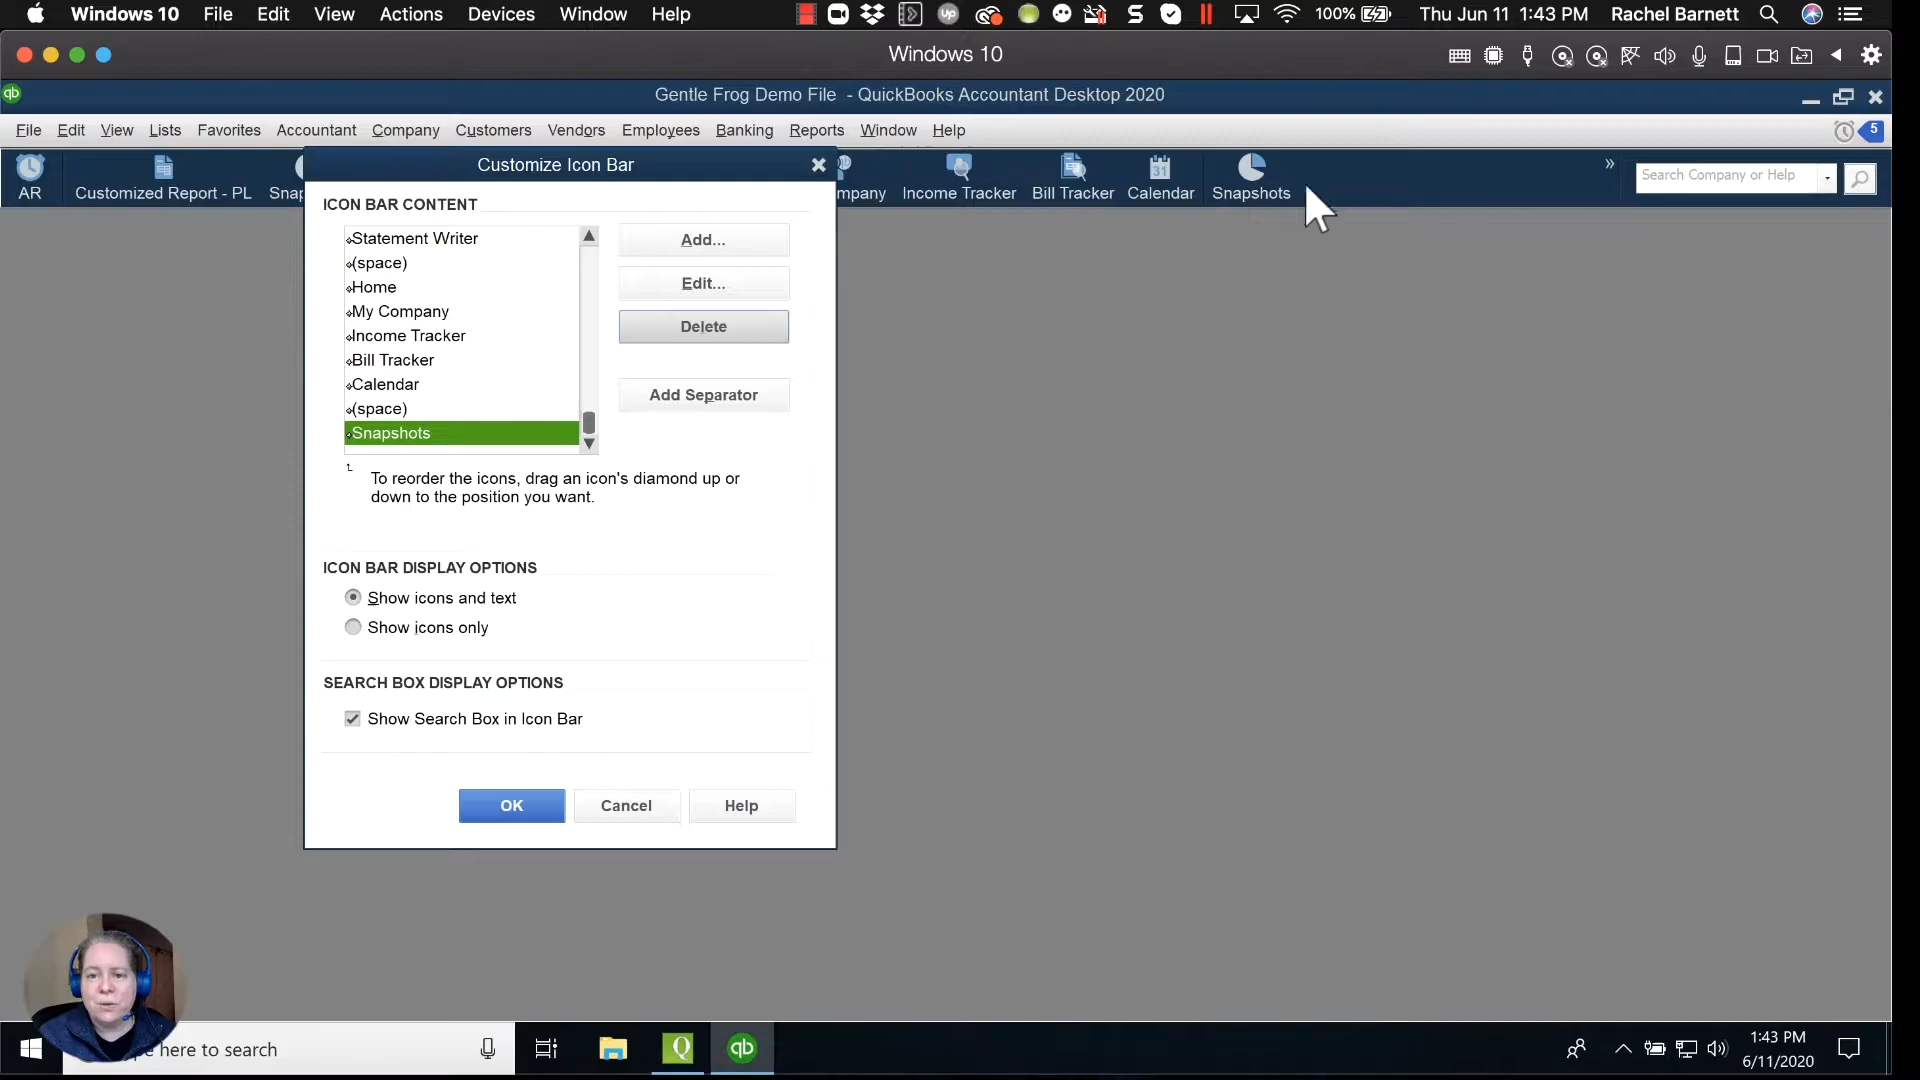 Windows 10 File Edit View Actions Devices Window Help Up S 100% Thu Jun 11 1:43 PM Rachel Barnett
Windows 10
qb Gentle Frog Demo File - QuickBooks Accountant Desktop 2020
File Edit View Lists Favorites Accountant Company Customers Vendors Employees Banking Reports Window Help 5
AR Customized Report - PL Snap mpany Income Tracker Bill Tracker 31 Calendar Snapshots » Search Company or Help
Customize Icon Bar
ICON BAR CONTENT
Statement Writer
(space)
Home
My Company
Income Tracker
Bill Tracker
Calendar
(space)
Snapshots
Add...
Edit...
Delete
Add Separator
To reorder the icons, drag an icon's diamond up or
down to the position you want.
ICON BAR DISPLAY OPTIONS
Show icons and text
Show icons only
SEARCH BOX DISPLAY OPTIONS
Show Search Box in Icon Bar
OK Cancel Help
here to search Q qb
1:43 PM
6/11/2020